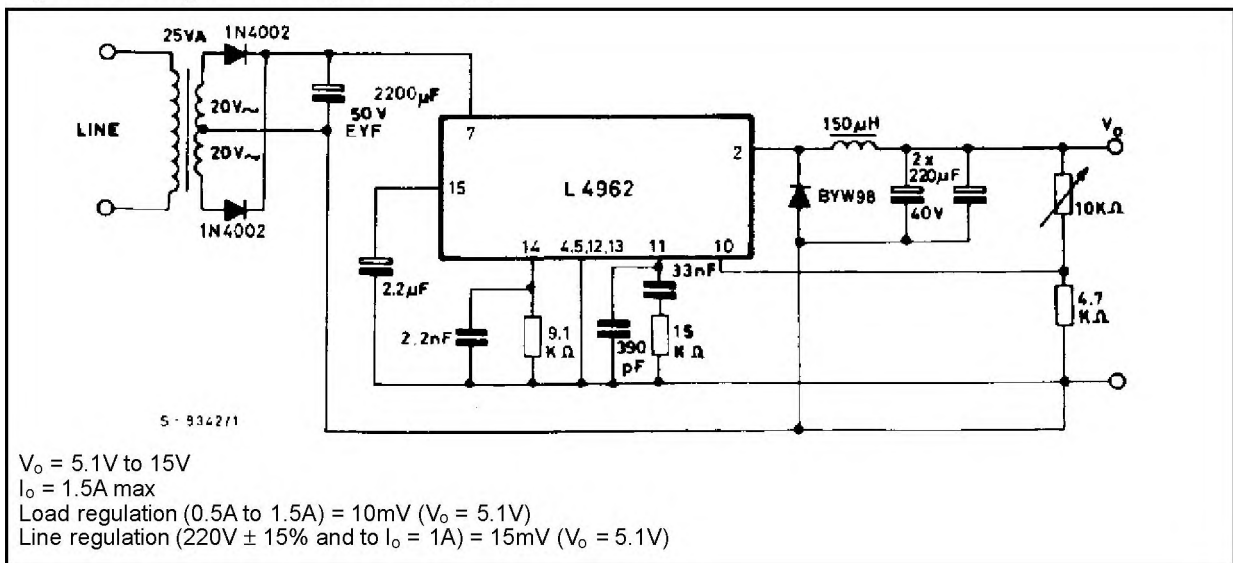 25VA
1N4002
LINE
20V~
20V~
1N4002
2200µF
50V
EYF
7
15
L 4962
2
14
4.5,12,13
11
10
2.2µF
2.2nF
9.1
KΩ
390
pF
33nF
15
KΩ
150µH
BYW98
2x
220µF
40V
Vo
10KΩ
4.7
KΩ
S - 9342/1
Vo = 5.1V to 15V
Io = 1.5A max
Load regulation (0.5A to 1.5A) = 10mV (Vo = 5.1V)
Line regulation (220V ± 15% and to Io = 1A) = 15mV (Vo = 5.1V)